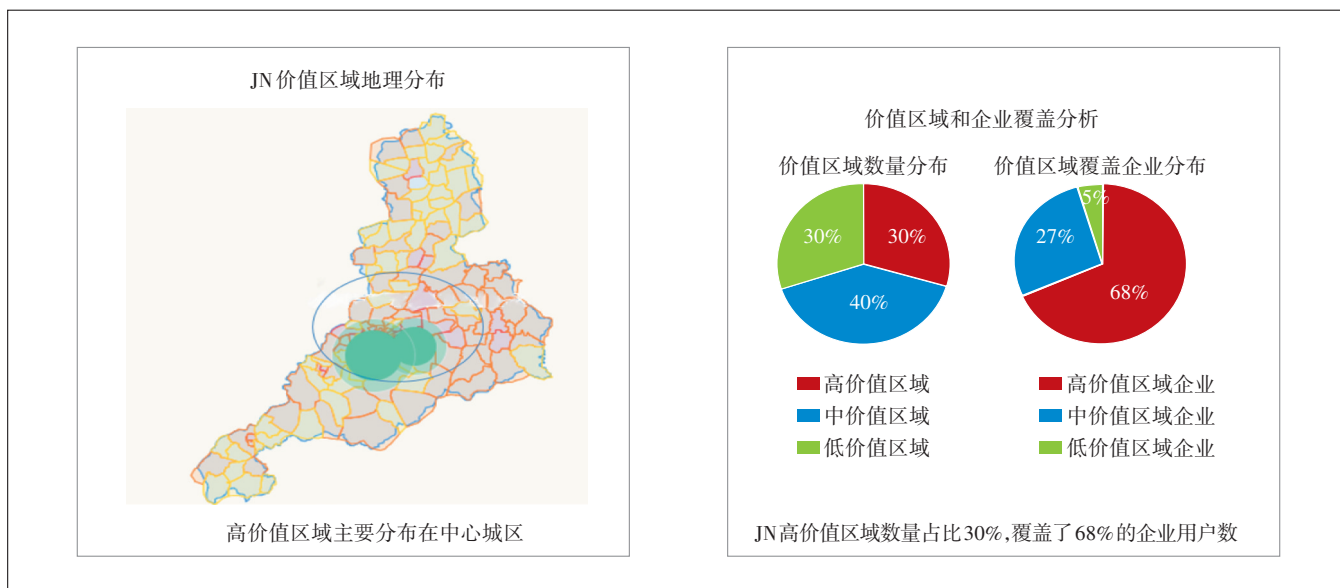 JN价值区域地理分布
高价值区域主要分布在中心城区
价值区域和企业覆盖分析
价值区域数量分布
30%
30%
40%
高价值区域
中价值区域
低价值区域
价值区域覆盖企业分布
5%
27%
68%
高价值区域企业
中价值区域企业
低价值区域企业
JN高价值区域数量占比30%,覆盖了68%的企业用户数